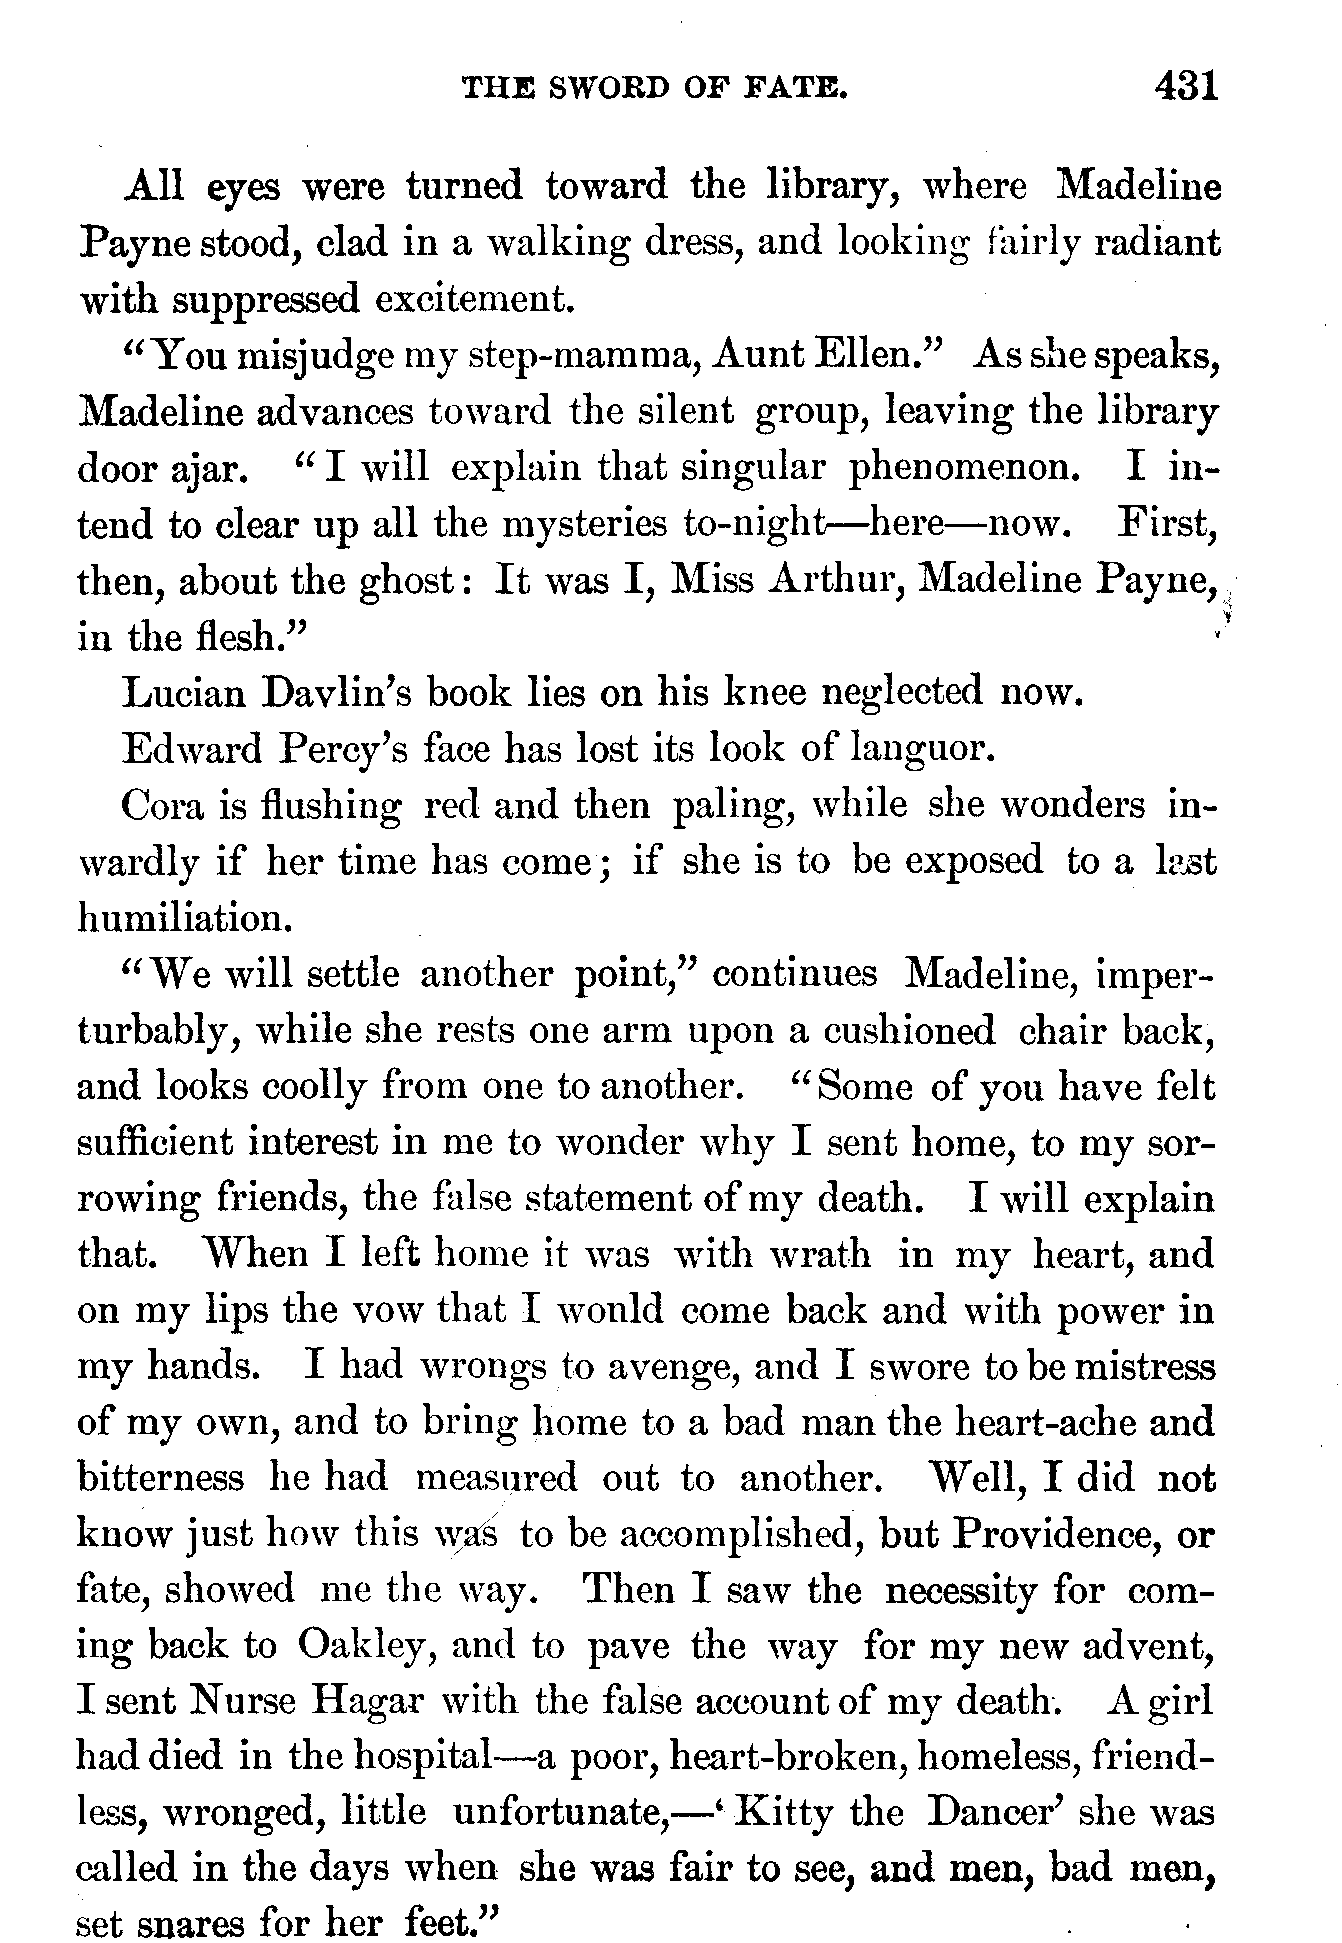 THE SWORD OF FATE. 431
All eyes were turned toward the library, where Madeline
Payne stood, clad in a walking dress, and looking fairly radiant
with suppressed excitement.
“You misjudge my step-mamma, Aunt Ellen.” As she speaks,
Madeline advances toward the silent group, leaving the library
door ajar. “I will explain that singular phenomenon. I in-
tend to clear up all the mysteries to-night—here—now. First,
then, about the ghost: It was I, Miss Arthur, Madeline Payne,
in the flesh.”
Lucian Davlin’s book lies on his knee neglected now.
Edward Percy’s face has lost its look of languor.
Cora is flushing red and then paling, while she wonders in-
wardly if her time has come; if she is to be exposed to a last
humiliation.
“We will settle another point,” continues Madeline, imper-
turbably, while she rests one arm upon a cushioned chair back,
and looks coolly from one to another. “Some of you have felt
sufficient interest in me to wonder why I sent home, to my sor-
rowing friends, the false statement of my death. I will explain
that. When I left home it was with wrath in my heart, and
on my lips the vow that I would come back and with power in
my hands. I had wrongs to avenge, and I swore to be mistress
of my own, and to bring home to a bad man the heart-ache and
bitterness he had measured out to another. Well, I did not
know just how this was to be accomplished, but Providence, or
fate, showed me the way. Then I saw the necessity for com-
ing back to Oakley, and to pave the way for my new advent,
I sent Nurse Hagar with the false account of my death. A girl
had died in the hospital—a poor, heart-broken, homeless, friend-
less, wronged, little unfortunate,—‘Kitty the Dancer’ she was
called in the days when she was fair to see, and men, bad men,
set snares for her feet.”